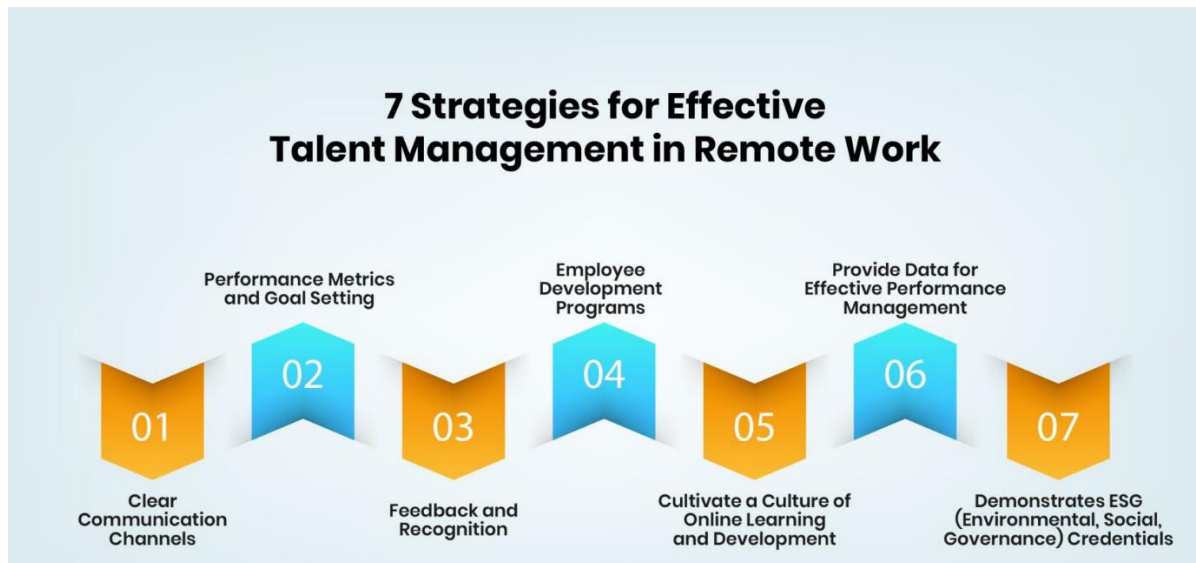 7 Strategies for Effective
Talent Management in Remote Work
01
Clear
Communication
Channels
Performance Metrics
and Goal Setting
02
03
Feedback and
Recognition
Employee
Development
Programs
04
05
Cultivate a Culture of
Online Learning
and Development
Provide Data for
Effective Performance
Management
06
07
Demonstrates ESG
(Environmental, Social,
Governance) Credentials